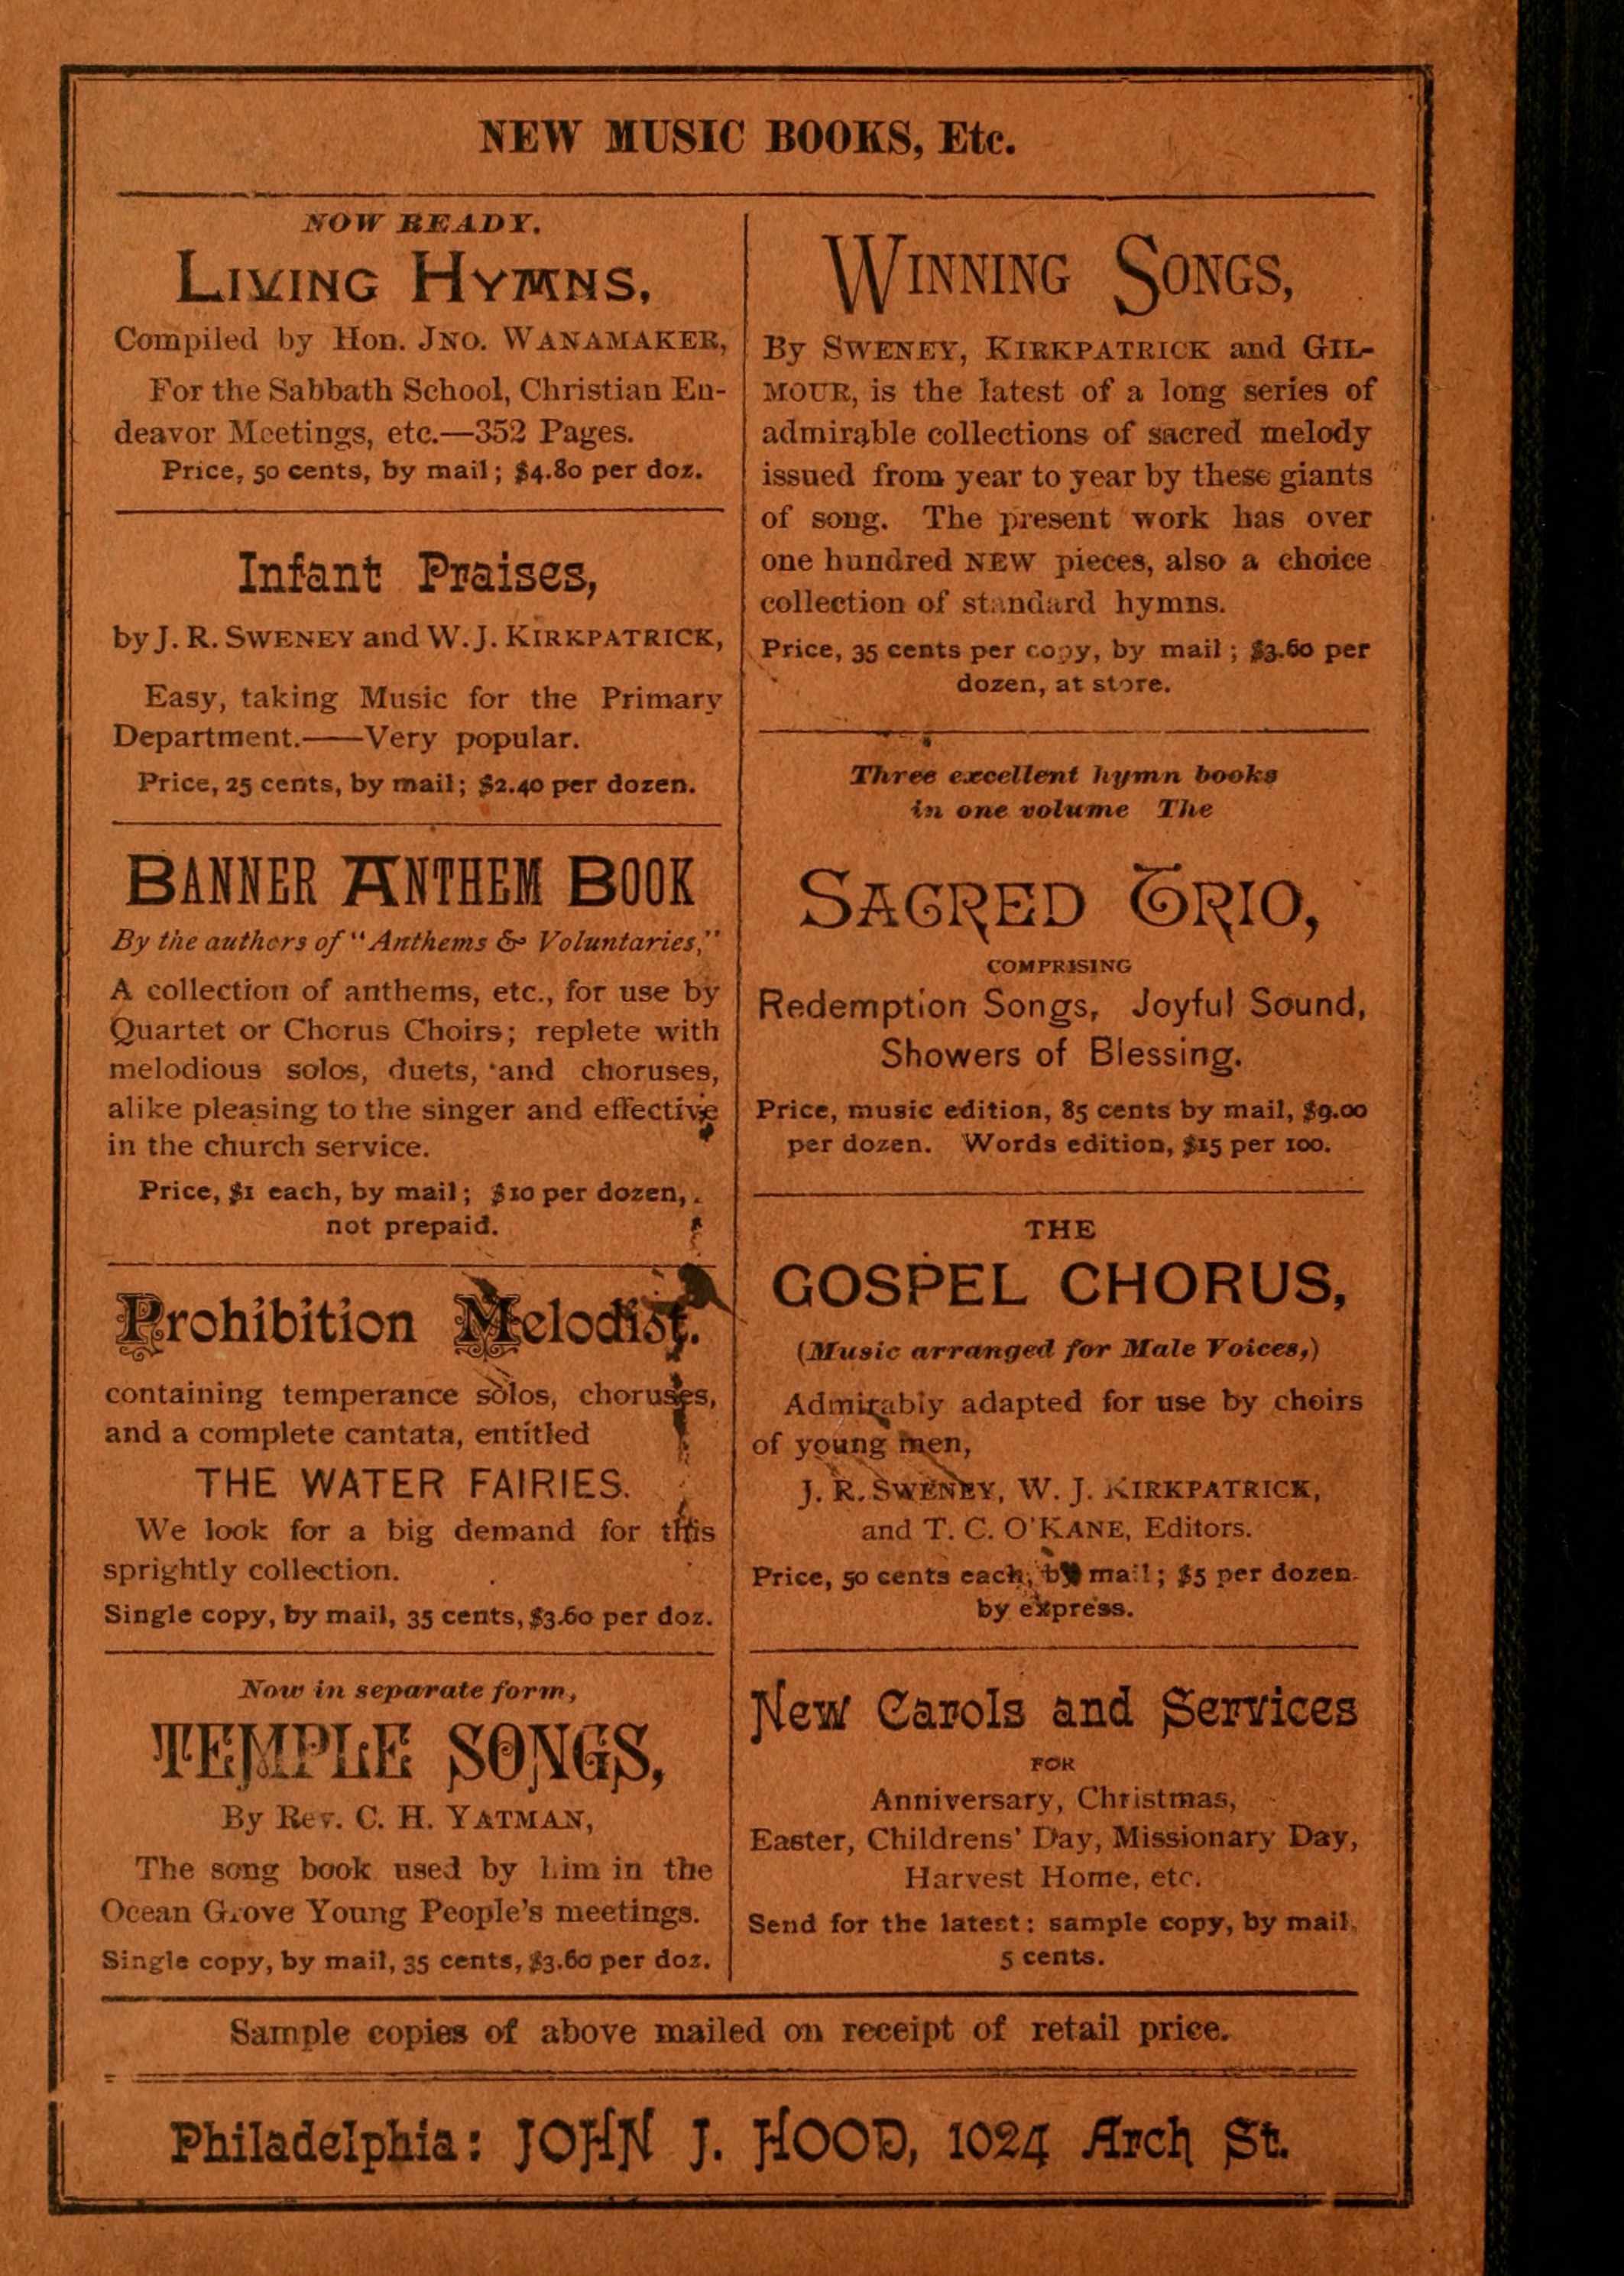 NEW MUSIC BOOKS, Etc.
NOW READY.
LIVING HYMNS,
Compiled by Hon. JNO. WANAMAKER,
For the Sabbath School, Christian En-
deavor Meetings, etc.—352 Pages.
Price, 50 cents, by mail; $4.80 per doz.
Infant Praises,
by J. R. SWENEY and W. J. KIRKPATRICK,
Easy, taking Music for the Primary
Department.——Very popular.
Price, 25 cents, by mail; $2.40 per dozen.
BANNER ANTHEM BOOK
By the authors of "Anthems & Voluntaries,"
A collection of anthems, etc., for use by
Quartet or Chorus Choirs; replete with
melodious solos, duets, and choruses,
alike pleasing to the singer and effective
in the church service.
Price, $1 each, by mail; $10 per dozen,
not prepaid.
Prohibition Melodist.
containing temperance solos, choruses,
and a complete cantata, entitled
THE WATER FAIRIES.
We look for a big demand for this
sprightly collection.
Single copy, by mail, 35 cents, $3.60 per doz.
Now in separate form,
TEMPLE SONGS,
By Rev. C. H. YATMAN,
The song book used by him in the
Ocean Grove Young People's meetings.
Single copy, by mail, 35 cents, $3.60 per doz.
WINNING SONGS,
By SWENEY, KIRKPATRICK and GIL-
MOUR, is the latest of a long series of
admirable collections of sacred melody
issued from year to year by these giants
of song. The present work has over
one hundred NEW pieces, also a choice
collection of standard hymns.
Price, 35 cents per copy, by mail; $3.60 per
dozen, at store.
Three excellent hymn books
in one volume The
SACRED TRIO,
COMPRISING
Redemption Songs, Joyful Sound,
Showers of Blessing.
Price, music edition, 85 cents by mail, $9.00
per dozen. Words edition, $15 per 100.
THE
GOSPEL CHORUS,
(Music arranged for Male Voices,)
Admirably adapted for use by choirs
of young men,
J. R. SWENEY, W. J. KIRKPATRICK,
and T. C. O'KANE, Editors.
Price, 50 cents each, by mail; $5 per dozen
by express.
New Carols and Services
FOR
Anniversary, Christmas,
Easter, Childrens' Day, Missionary Day,
Harvest Home, etc.
Send for the latest: sample copy, by mail,
5 cents.
Sample copies of above mailed on receipt of retail price.
Philadelphia: JOHN J. HOOD, 1024 Arch St.